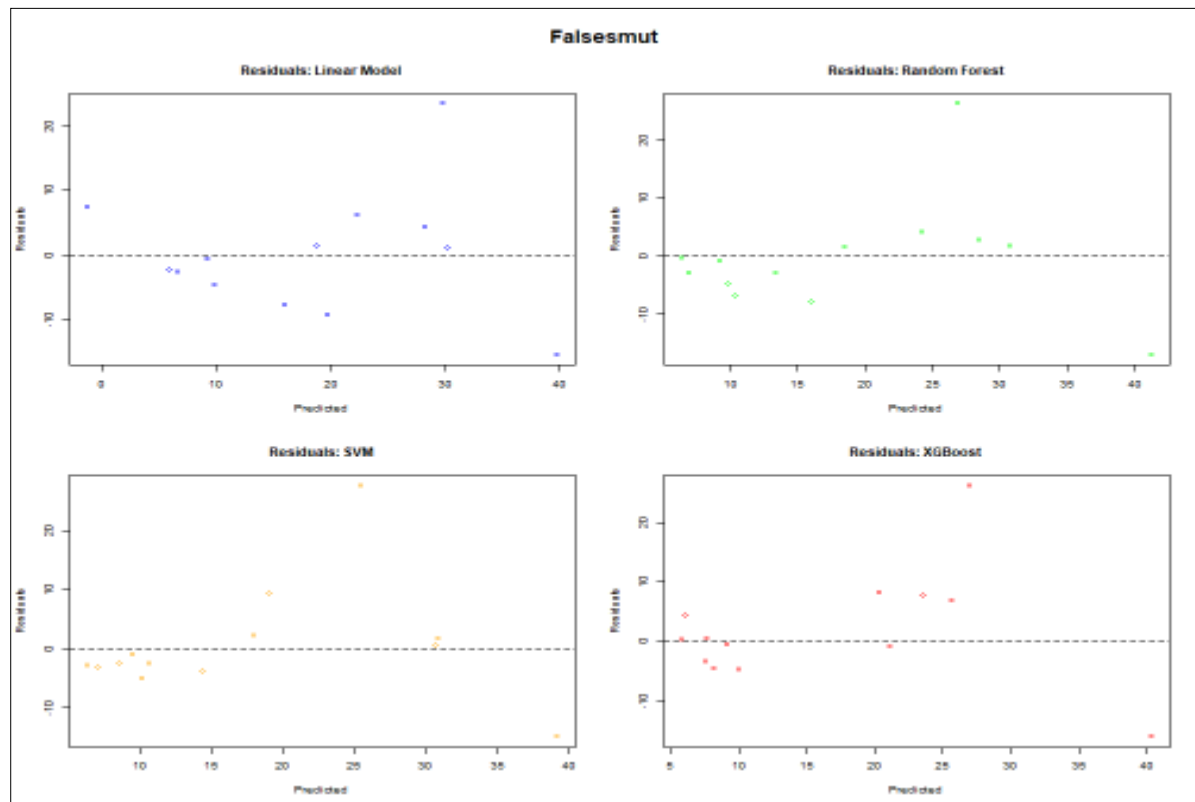 Falsesmut
Residuals: Linear Model
Residuals
20
10
0
-10
0 10 20 30 40
Predicted
Residuals: Random Forest
Residuals
20
10
0
-10
10 15 20 25 30 35 40
Predicted
Residuals: SVM
Residuals
20
10
0
-10
10 15 20 25 30 35 40
Predicted
Residuals: XGBoost
Residuals
20
10
0
-10
5 10 15 20 25 30 35 40
Predicted